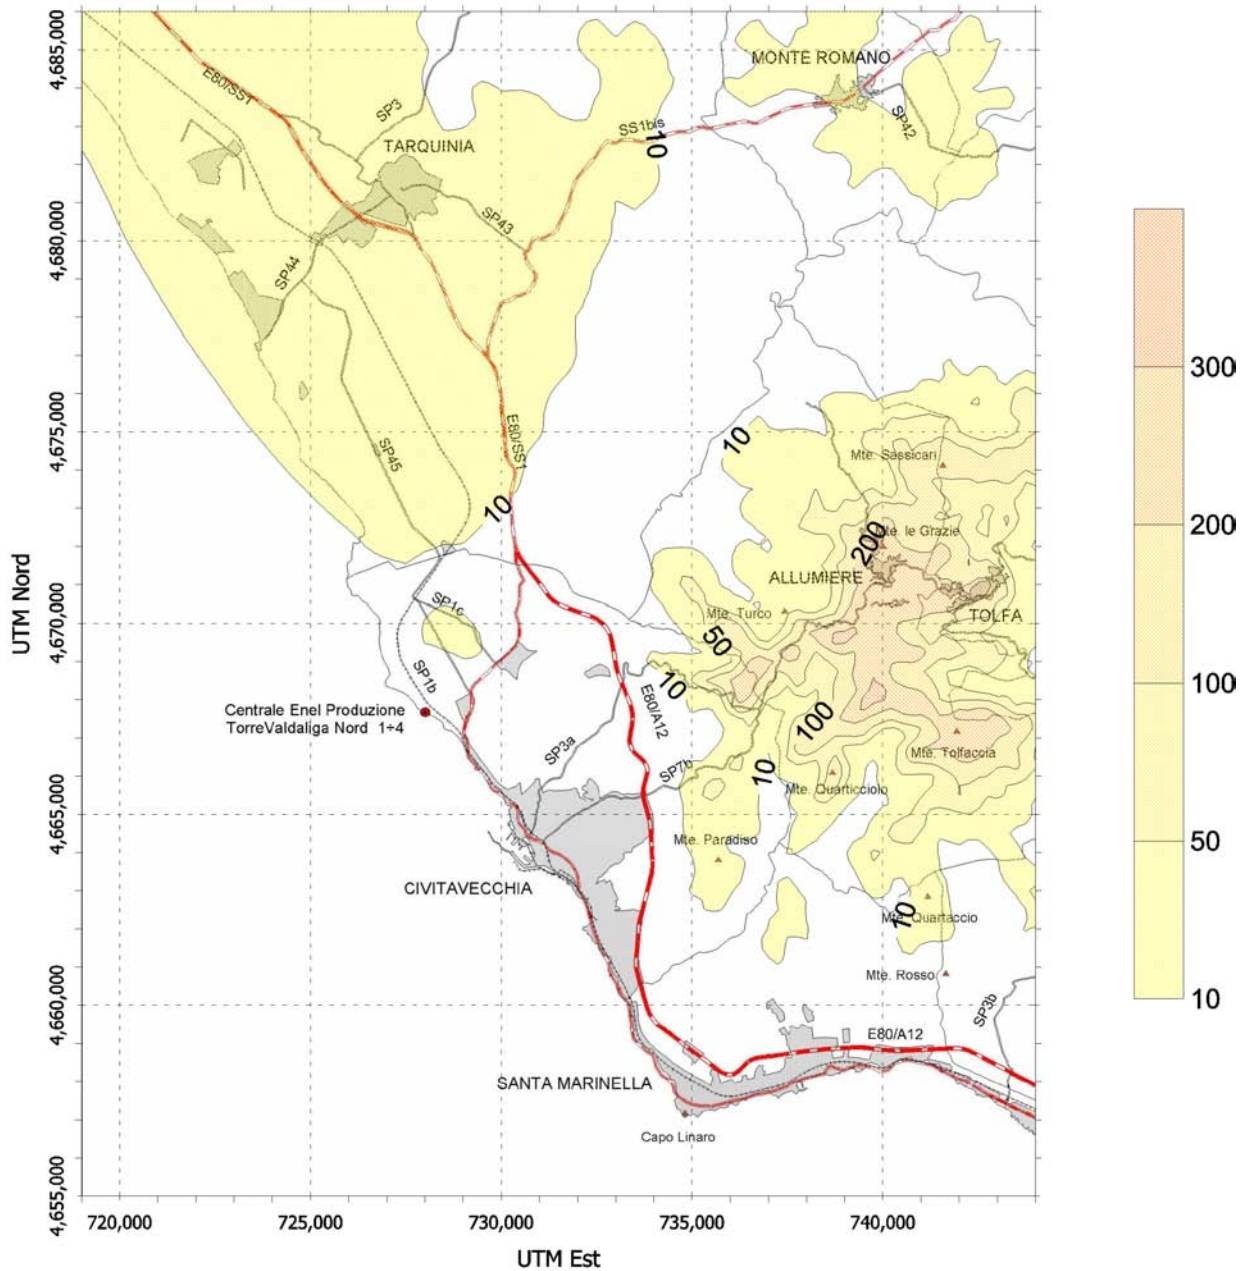 4,685,000
MONTE ROMANO
E80/SS1
SP3
SS1bis
10
SP42
TARQUINIA
SP43
4,680,000
SP44
300
4,675,000
E80/SS1
10
Mte. Sassicari
SP45
10
200
Mte. le Grazie
200
ALLUMIERE
UTM Nord
4,670,000
SP1c
Mte. Turco
TOLFA
50
SP1b
10
100
Centrale Enel Produzione
TorreValdaliga Nord 1÷4
E80/A12
100
SP3a
SP7b
10
Mte. Tolfaccia
Mte. Quarticciolo
4,665,000
Mte. Paradiso
50
CIVITAVECCHIA
10
Mte. Quartaccio
Mte. Rosso
4,660,000
10
SP3b
E80/A12
SANTA MARINELLA
Capo Linaro
4,655,000
720,000 725,000 730,000 735,000 740,000
UTM Est